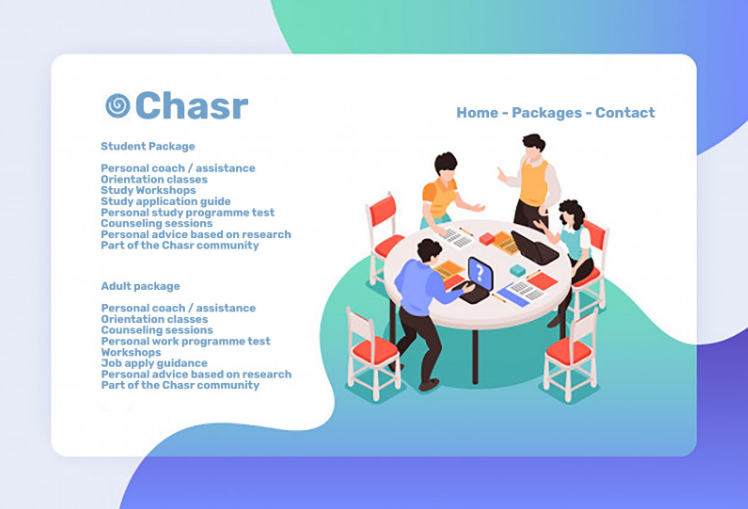 Chasr
Home - Packages - Contact
Student Package
Personal coach / assistance
Orientation classes
Study Workshops
Study application guide
Personal study programme test
Counseling sessions
Personal advice based on research
Part of the Chasr community
Adult package
Personal coach / assistance
Orientation classes
Counseling sessions
Personal work programme test
Workshops
Job apply guidance
Personal advice based on research
Part of the Chasr community
?